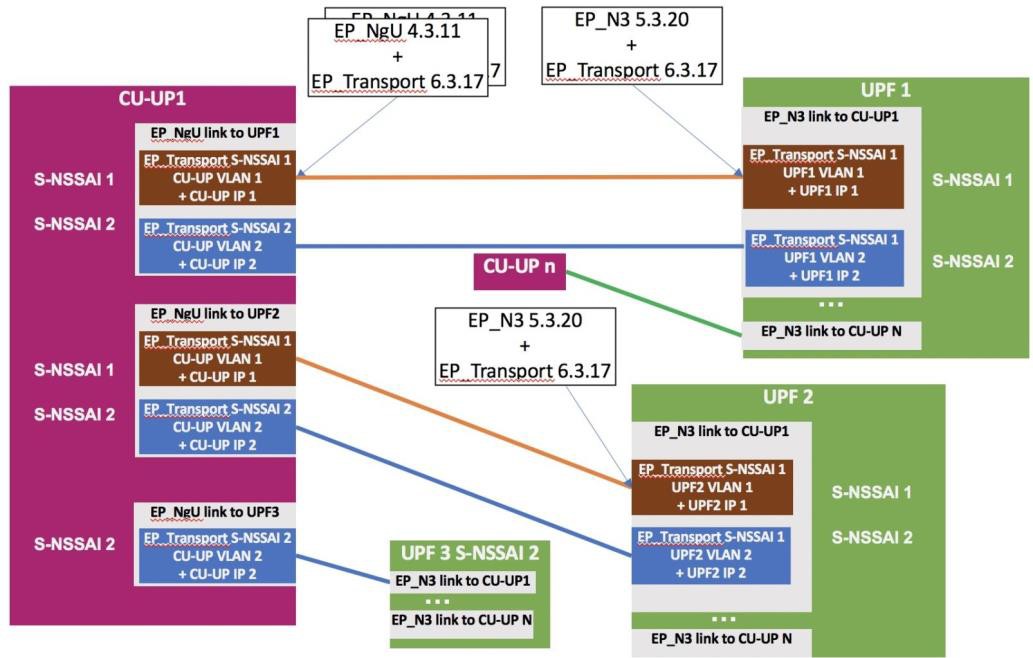 EP_NgU 4.3.11
EP_NgU 4.3.11
+
EP_Transport 6.3.17
7
EP_N3 5.3.20
+
EP_Transport 6.3.17
CU-UP1
EP_NgU link to UPF1
S-NSSAI 1
EP_Transport S-NSSAI 1
CU-UP VLAN 1
+ CU-UP IP 1
S-NSSAI 2
EP_Transport S-NSSAI 2
CU-UP VLAN 2
+ CU-UP IP 2
EP_NgU link to UPF2
S-NSSAI 1
EP_Transport S-NSSAI 1
CU-UP VLAN 1
+ CU-UP IP 1
S-NSSAI 2
EP_Transport S-NSSAI 2
CU-UP VLAN 2
+ CU-UP IP 2
EP_NgU link to UPF3
S-NSSAI 2
EP_Transport S-NSSAI 2
CU-UP VLAN 2
+ CU-UP IP 2
UPF 1
EP_N3 link to CU-UP1
EP_Transport S-NSSAI 1
UPF1 VLAN 1
+ UPF1 IP 1
S-NSSAI 1
EP_Transport S-NSSAI 1
UPF1 VLAN 2
+ UPF1 IP 2
S-NSSAI 2
...
EP_N3 link to CU-UP N
CU-UP n
EP_N3 5.3.20
+
EP_Transport 6.3.17
UPF 2
EP_N3 link to CU-UP1
EP_Transport S-NSSAI 1
UPF2 VLAN 1
+ UPF2 IP 1
S-NSSAI 1
EP_Transport S-NSSAI 1
UPF2 VLAN 2
+ UPF2 IP 2
S-NSSAI 2
...
EP_N3 link to CU-UP N
UPF 3 S-NSSAI 2
EP_N3 link to CU-UP1
...
EP_N3 link to CU-UP N